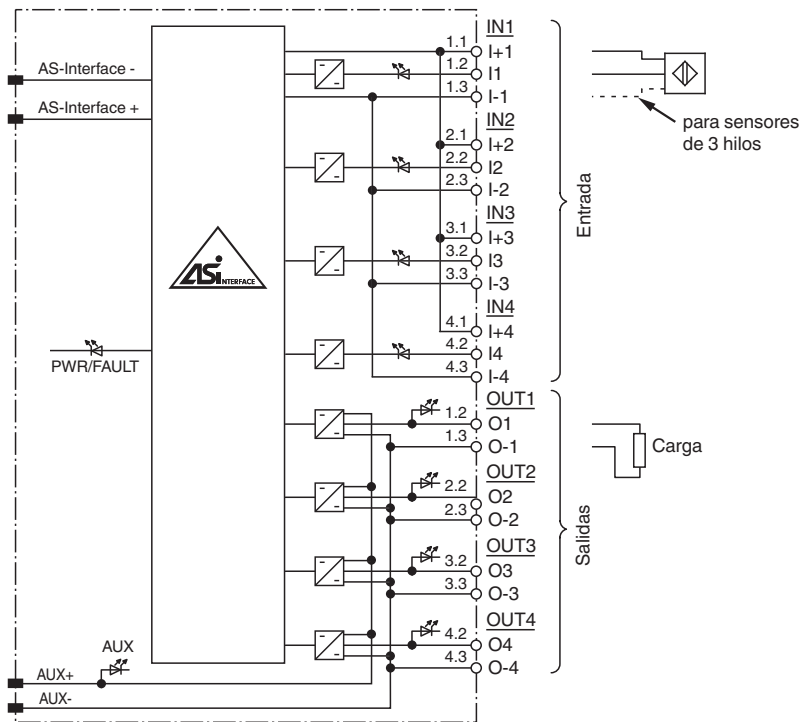 AS-Interface -
AS-Interface +
ASi INTERFACE
PWR/FAULT
AUX
AUX+
AUX-
IN1
1.1 I+1
1.2 I1
1.3 I-1
IN2
2.1 I+2
2.2 I2
2.3 I-2
IN3
3.1 I+3
3.2 I3
3.3 I-3
IN4
4.1 I+4
4.2 I4
4.3 I-4
OUT1
1.2 O1
1.3 O-1
OUT2
2.2 O2
2.3 O-2
OUT3
3.2 O3
3.3 O-3
OUT4
4.2 O4
4.3 O-4
Entrada
Salidas
para sensores
de 3 hilos
Carga